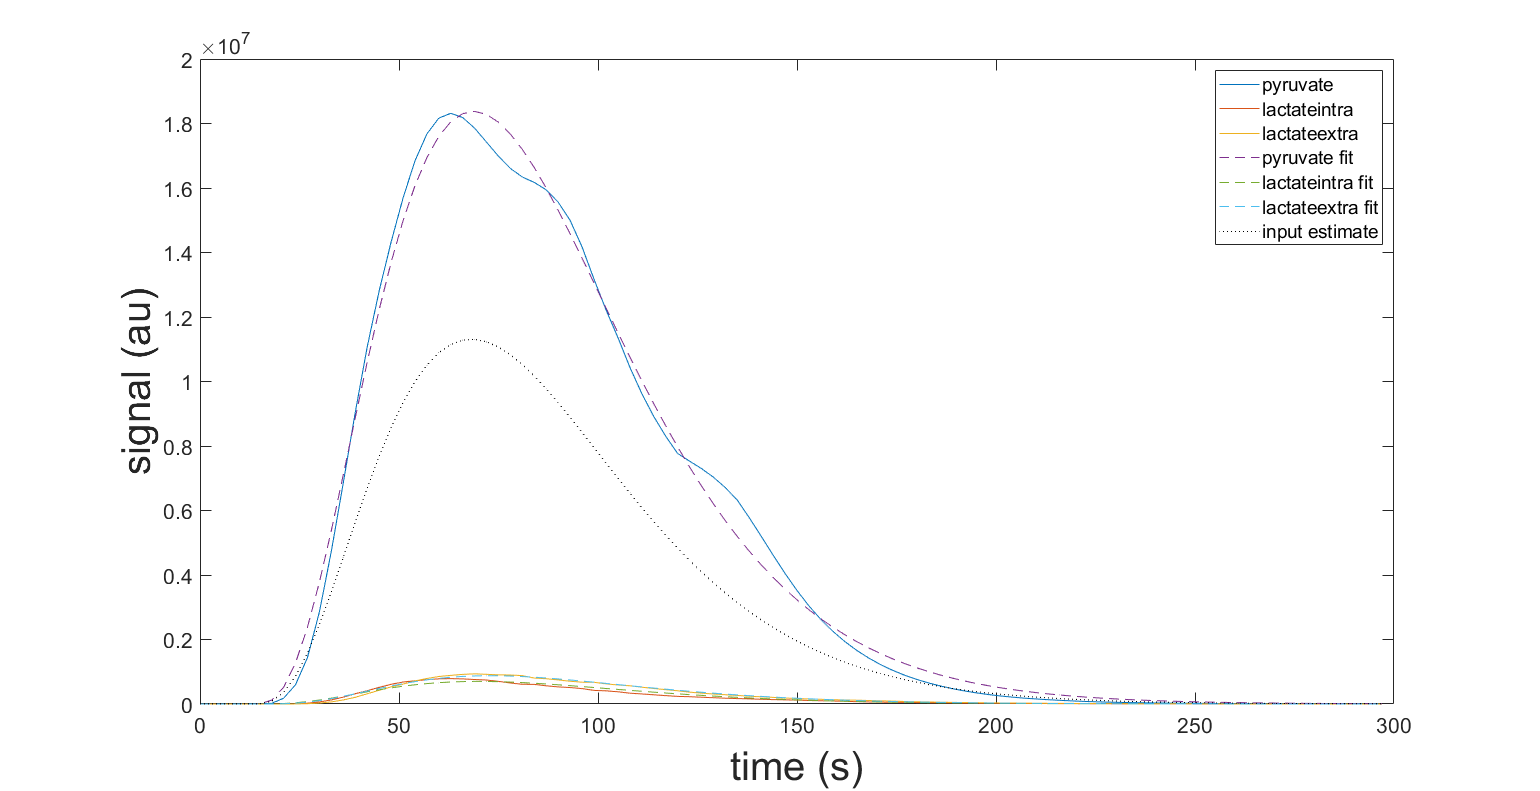 ×10^7
2
1.8
1.6
1.4
1.2
1
0.8
0.6
0.4
0.2
0
signal (au)
0 50 100 150 200 250 300
time (s)
pyruvate
lactateintra
lactateextra
pyruvate fit
lactateintra fit
lactateextra fit
input estimate